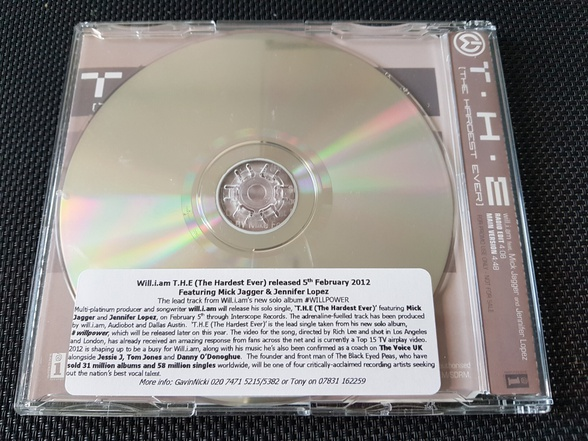 T.H.E
[THE HARDEST EVER]
will.i.am feat. Mick Jagger and Jennifer Lopez
RADIO EDIT 4:08
MAIN VERSION 4:48
T
Will.i.am T.H.E (The Hardest Ever) released 5th February 2012
Featuring Mick Jagger & Jennifer Lopez
The lead track from Will.i.am's new solo album #WILLPOWER
Multi-platinum producer and songwriter will.i.am will release his solo single, 'T.H.E (The Hardest Ever)' featuring Mick
Jagger and Jennifer Lopez, on February 5th through Interscope Records. The adrenaline-fuelled track has been produced
by will.i.am, Audiobot and Dallas Austin. 'T.H.E (The Hardest Ever)' is the lead single taken from his new solo album,
#willpower, which will be released later on this year. The video for the song, directed by Rich Lee and shot in Los Angeles
and London, has already received an amazing response from fans across the net and is currently a Top 15 TV airplay video.
2012 is shaping up to be a busy for Will.i.am, along with his music he's also been confirmed as a coach on The Voice UK
alongside Jessie J, Tom Jones and Danny O'Donoghue. The founder and front man of The Black Eyed Peas, who have
sold 31 million albums and 58 million singles worldwide, will be one of four critically-acclaimed recording artists seeking
out the nation's best vocal talent.
More info: GavinNicki 020 7471 5215/5382 or Tony on 07831 162259